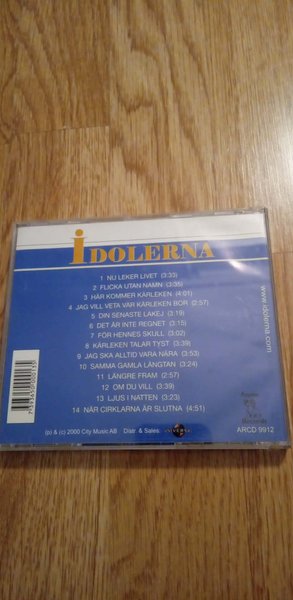 iDOLERNA
1 NU LEKER LIVET (3:33)
2 FLICKA UTAN NAMN (3:35)
3 HÄR KOMMER KÄRLEKEN (4:01)
4 JAG VILL VETA VAR KÄRLEKEN BOR (2:57)
5 DIN SENASTE LAKEJ (3:19)
6 DET ÄR INTE REGNET (3:15)
7 FÖR HENNES SKULL (3:02)
8 KÄRLEKEN TALAR TYST (3:39)
9 JAG SKA ALLTID VARA NÄRA (3:53)
10 SAMMA GAMLA LÄNGTAN (3:24)
11 LÄNGRE FRAM (2:57)
12 OM DU VILL (3:39)
13 LJUS I NATTEN (3:16)
14 NÄR CIRKLARNA ÄR SLUTNA (4:51)
www.idolerna.com
(p) & (c) 2000 City Music AB Distr & Sales:
UNIVERSAL
Records
ARCD 9912